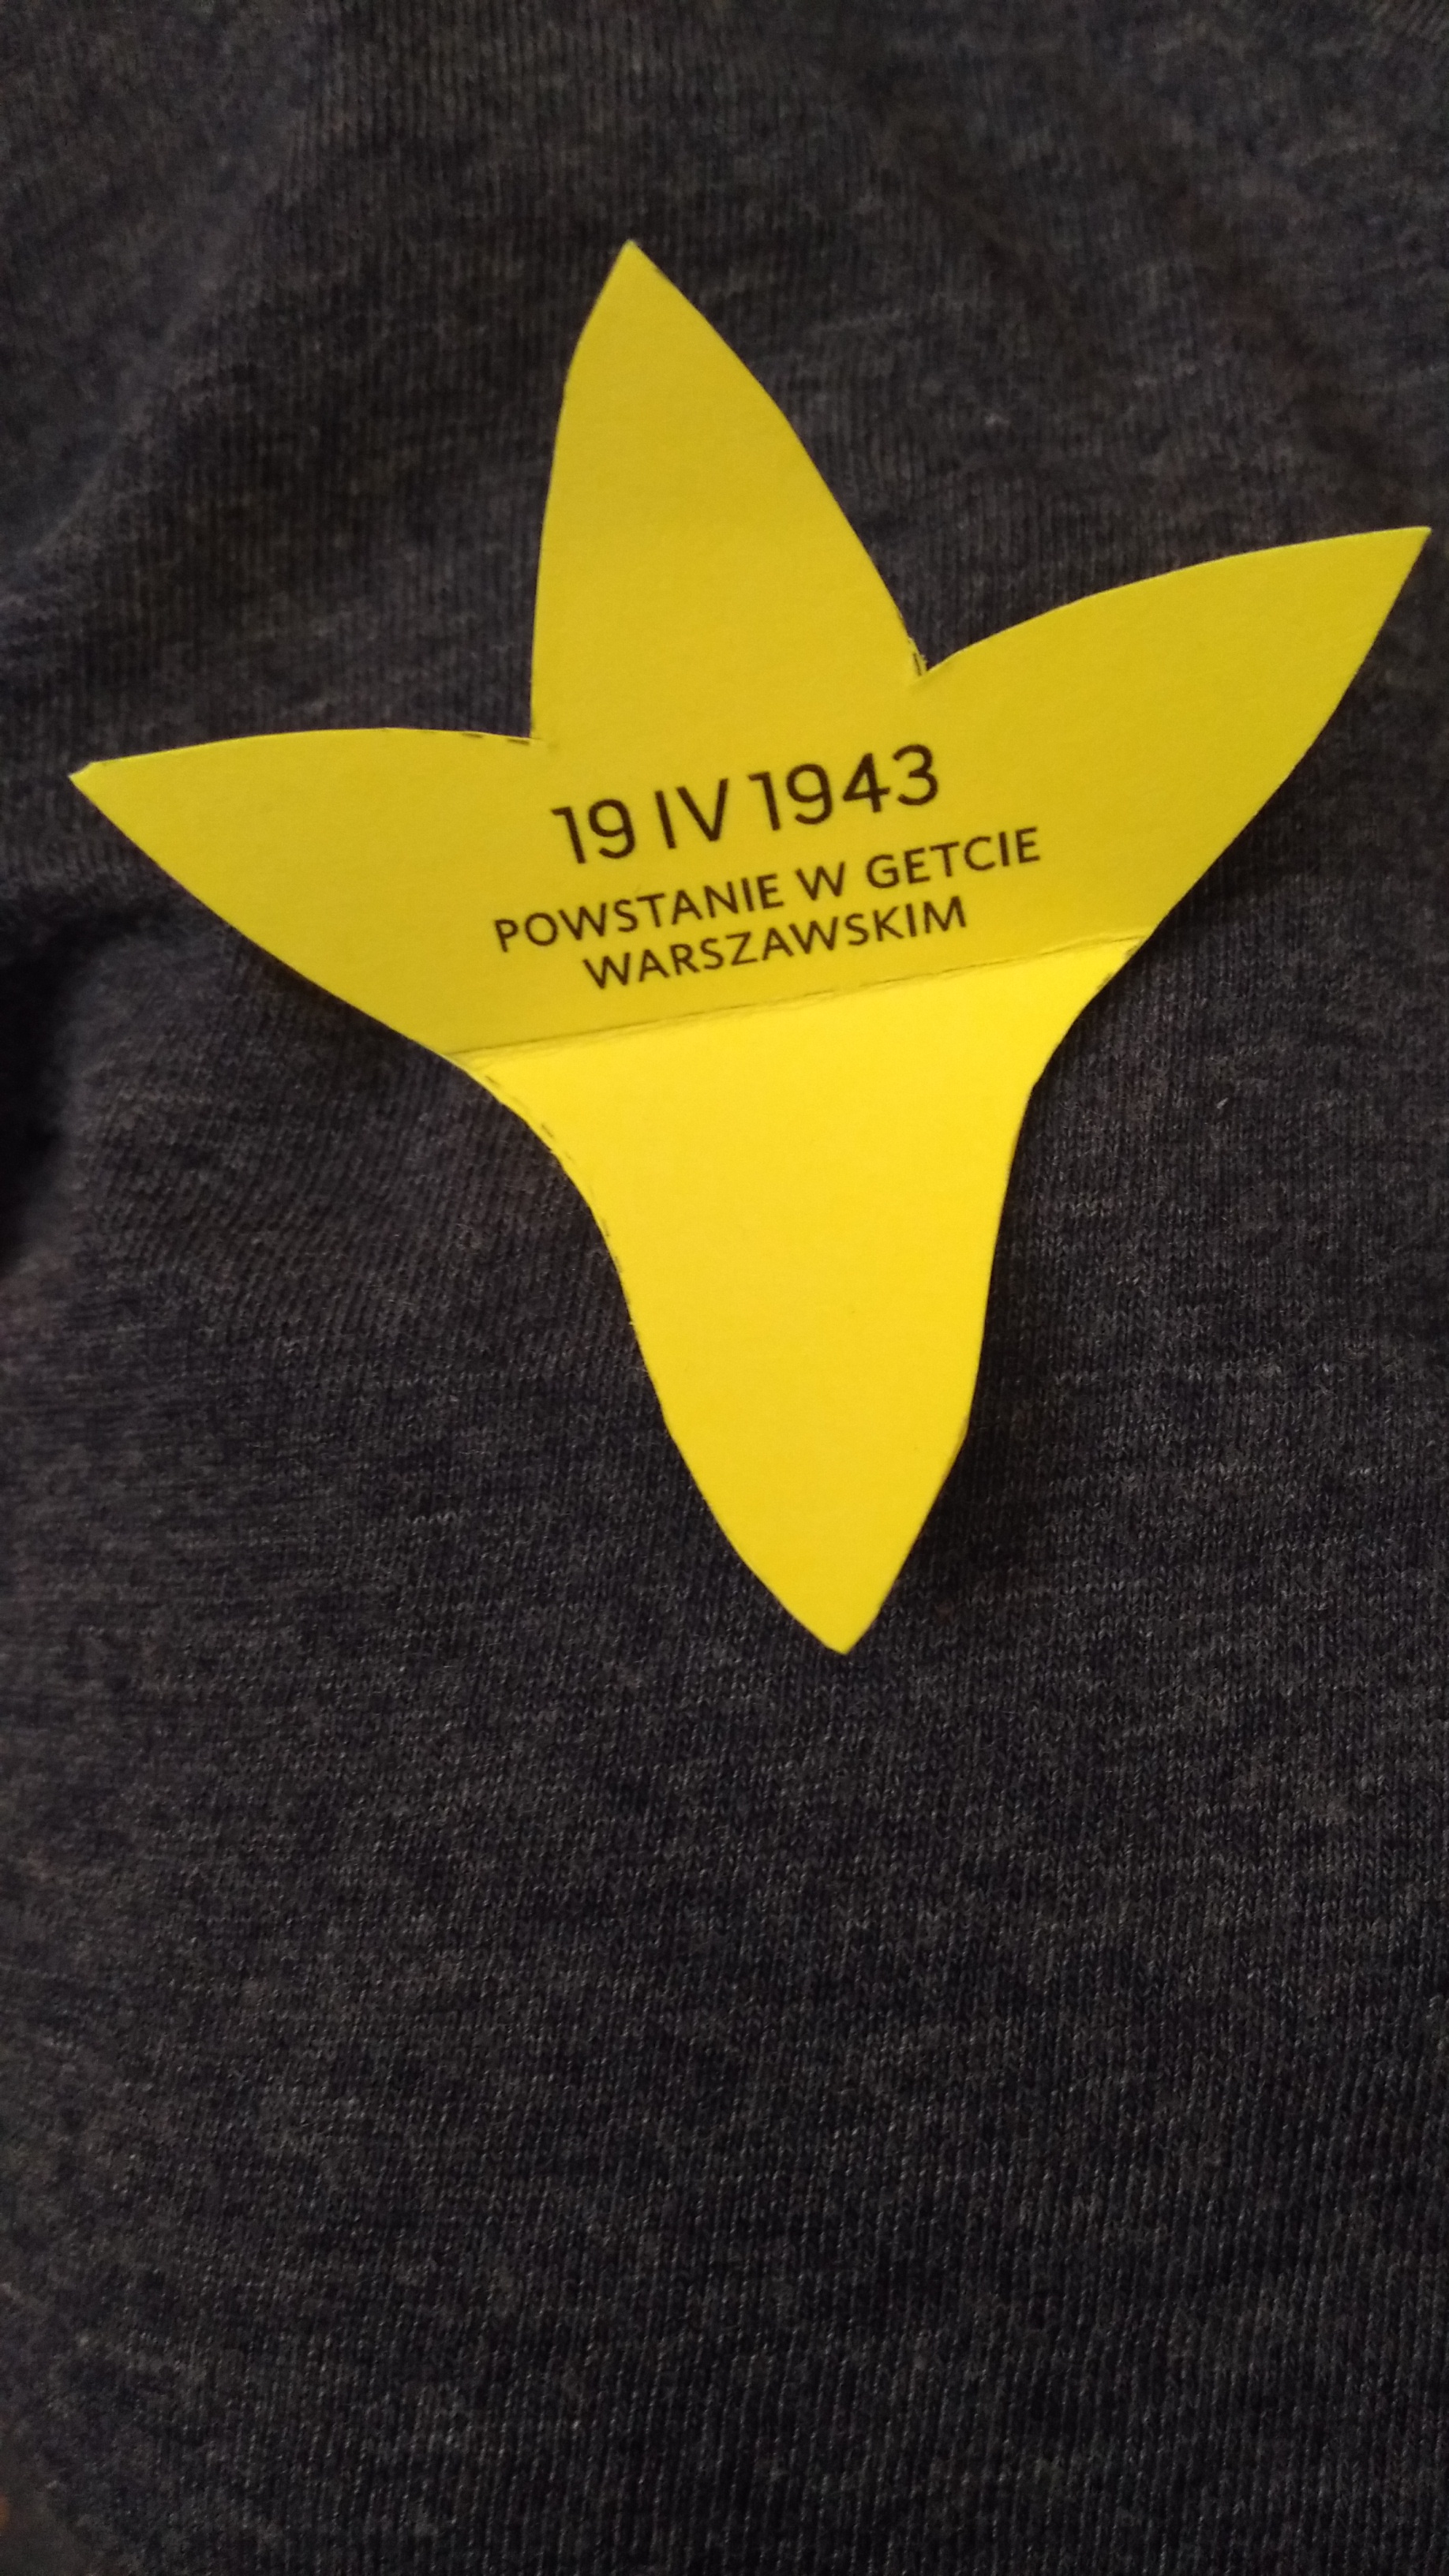 19 IV 1943
POWSTANIE W GETCIE
WARSZAWSKIM